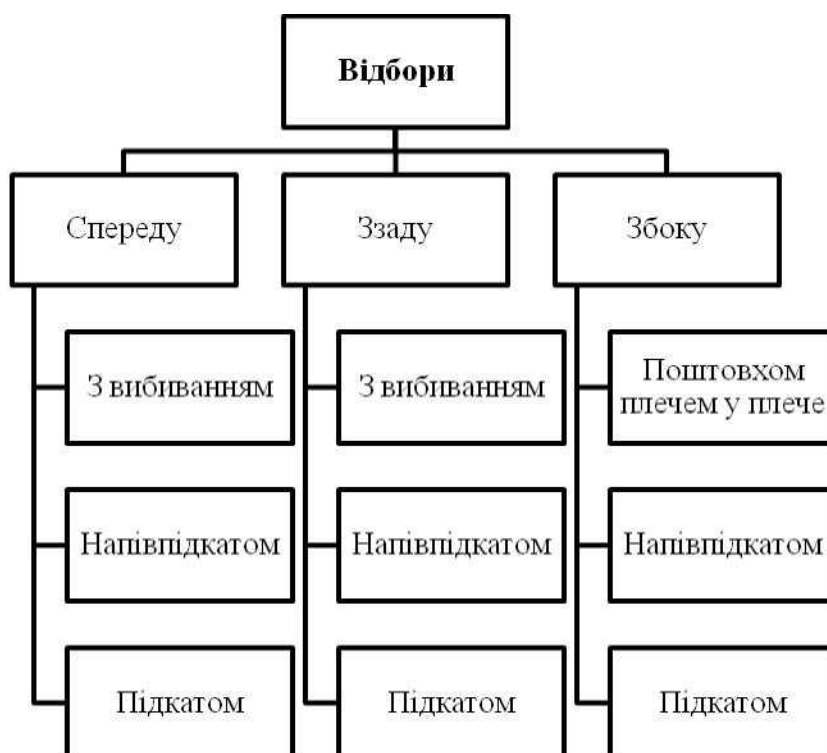 Відбори
Спереду
Ззаду
Збоку
З вибиванням
З вибиванням
Поштовхом
плечем у плече
Напівпідкатом
Напівпідкатом
Напівпідкатом
Підкатом
Підкатом
Підкатом